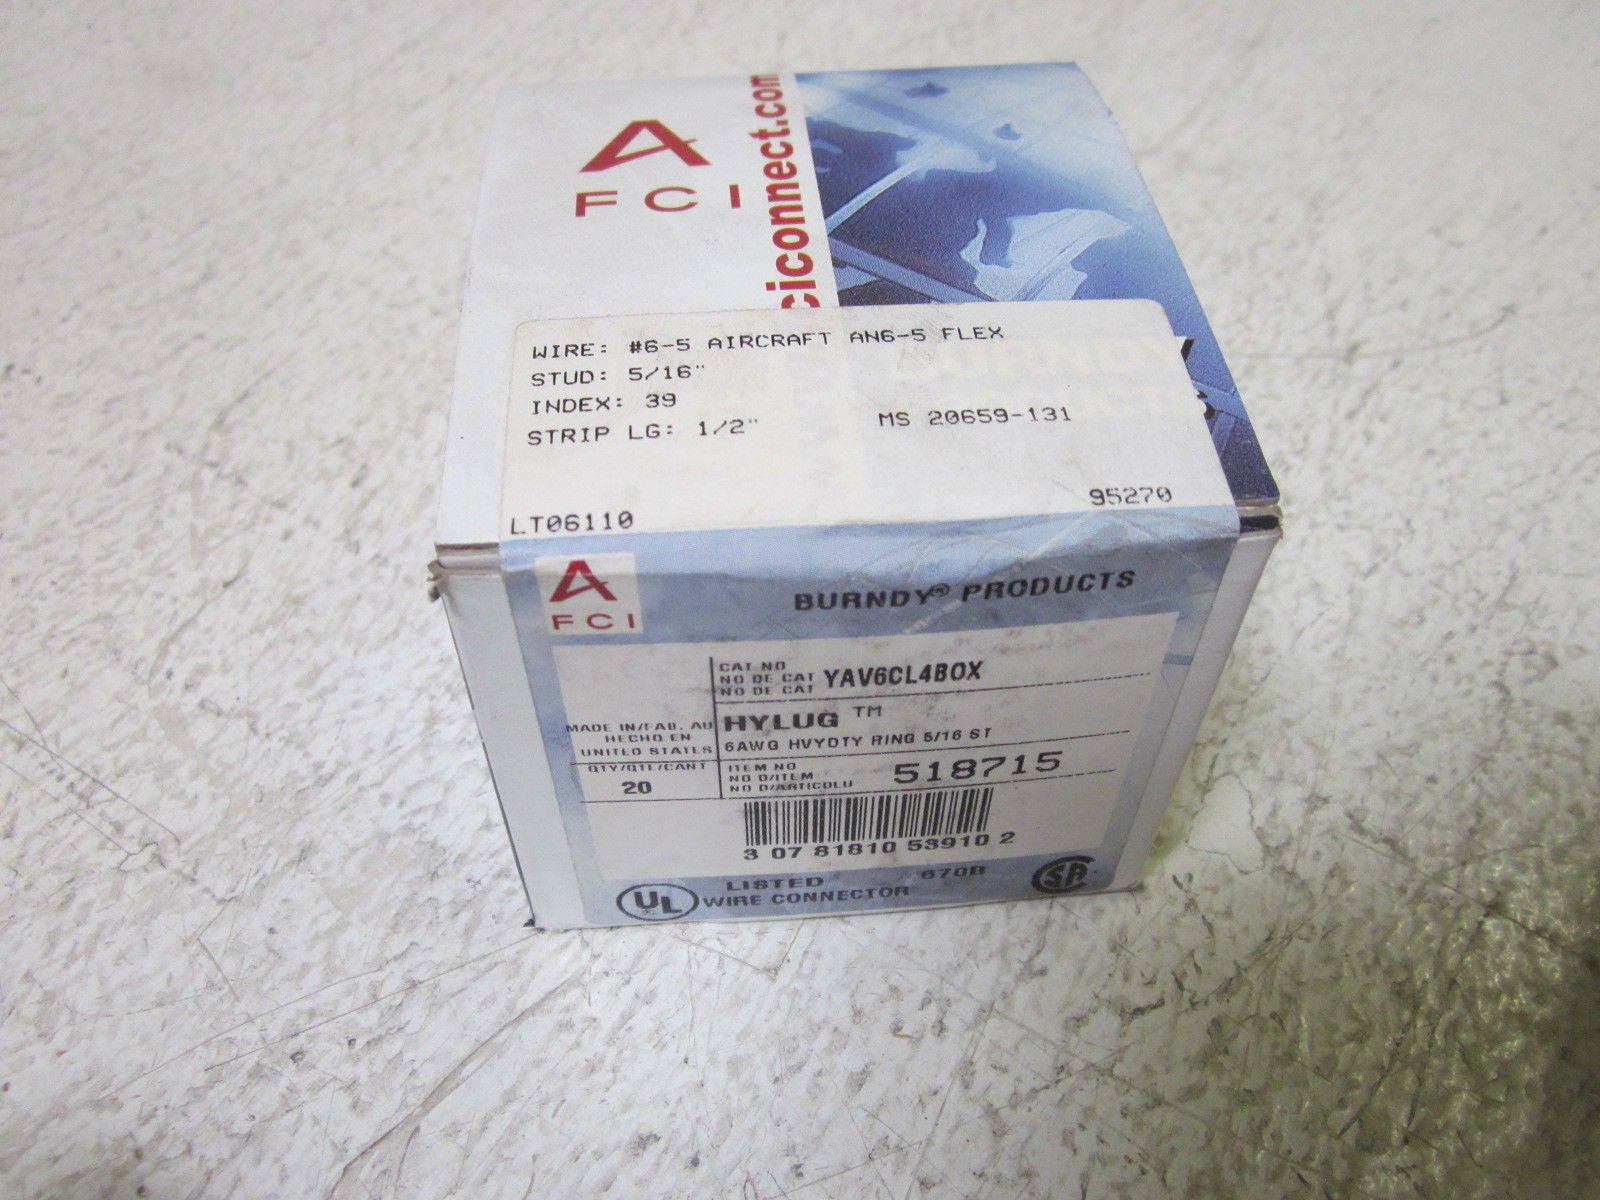 FCI
ciconnect.com
WIRE: #6-5 AIRCRAFT AN6-5 FLEX
STUD: 5/16"
INDEX: 39
STRIP LG: 1/2"
MS 20659-131
95270
LT06110
FCI
BURNDY® PRODUCTS
CAT NO
NO DE CAT YAV6CL4BOX
NO DE CAT
MADE IN/FAB. AU
HECHO EN
UNITED STATES
HYLUG ™
6AWG HVYDTY RING 5/16 ST
QTY/QTE/CANT
20
ITEM NO
NO D/ITEM 518715
NO D/ARTICOLU
3 07 81810 53910 2
UL LISTED 670B
WIRE CONNECTOR
SA